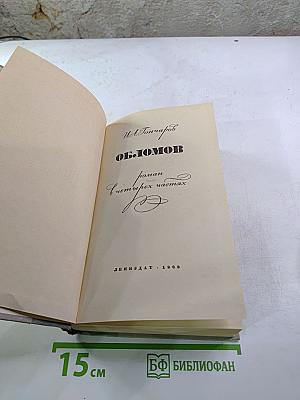 И.А. Гончаров
ОБЛОМОВ
роман
в четырех частях
ЛЕНИЗДАТ · 1969
15 см
БФ БИБЛИОФАН